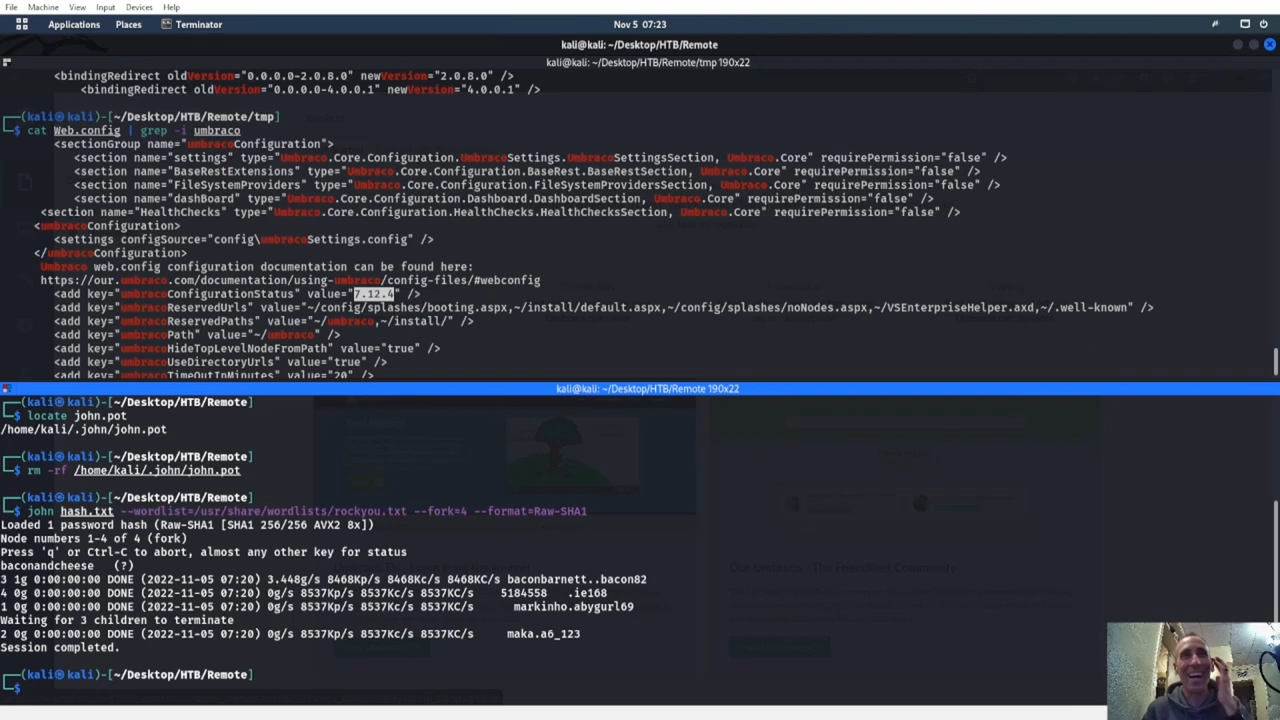 File Machine View Input Devices Help
Applications Places Terminator Nov 5 07:23
kali@kali: ~/Desktop/HTB/Remote
kali@kali: ~/Desktop/HTB/Remote/tmp 190x22
<bindingRedirect oldVersion="0.0.0.0-2.0.8.0" newVersion="2.0.8.0" />
<bindingRedirect oldVersion="0.0.0.0-4.0.0.1" newVersion="4.0.0.1" />
┌──(kali㉿kali)-[~/Desktop/HTB/Remote/tmp]
└─$ cat Web.config | grep -i umbraco
<sectionGroup name="umbracoConfiguration">
<section name="settings" type="Umbraco.Core.Configuration.UmbracoSettings.UmbracoSettingsSection, Umbraco.Core" requirePermission="false" />
<section name="BaseRestExtensions" type="Umbraco.Core.Configuration.BaseRest.BaseRestSection, Umbraco.Core" requirePermission="false" />
<section name="FileSystemProviders" type="Umbraco.Core.Configuration.FileSystemProvidersSection, Umbraco.Core" requirePermission="false" />
<section name="dashBoard" type="Umbraco.Core.Configuration.Dashboard.DashboardSection, Umbraco.Core" requirePermission="false" />
<section name="HealthChecks" type="Umbraco.Core.Configuration.HealthChecks.HealthChecksSection, Umbraco.Core" requirePermission="false" />
<umbracoConfiguration>
<settings configSource="config\umbracoSettings.config" />
</umbracoConfiguration>
Umbraco web.config configuration documentation can be found here:
https://our.umbraco.com/documentation/using-umbraco/config-files/#webconfig
<add key="umbracoConfigurationStatus" value="7.12.4" />
<add key="umbracoReservedUrls" value="~/config/splashes/booting.aspx,~/install/default.aspx,~/config/splashes/noNodes.aspx,~/VSEnterpriseHelper.axd,~/.well-known" />
<add key="umbracoReservedPaths" value="~/umbraco,~/install/" />
<add key="umbracoPath" value="~/umbraco" />
<add key="umbracoHideTopLevelNodeFromPath" value="true" />
<add key="umbracoUseDirectoryUrls" value="true" />
<add key="umbracoTimeOutInMinutes" value="20" />
kali@kali: ~/Desktop/HTB/Remote 190x22
┌──(kali㉿kali)-[~/Desktop/HTB/Remote]
└─$ locate john.pot
/home/kali/.john/john.pot
┌──(kali㉿kali)-[~/Desktop/HTB/Remote]
└─$ rm -rf /home/kali/.john/john.pot
┌──(kali㉿kali)-[~/Desktop/HTB/Remote]
└─$ john hash.txt --wordlist=/usr/share/wordlists/rockyou.txt --fork=4 --format=Raw-SHA1
Loaded 1 password hash (Raw-SHA1 [SHA1 256/256 AVX2 8x])
Node numbers 1-4 of 4 (fork)
Press 'q' or Ctrl-C to abort, almost any other key for status
baconandcheese (?)
3 1g 0:00:00:00 DONE (2022-11-05 07:20) 3.448g/s 8468Kp/s 8468Kc/s 8468KC/s baconbarnett..bacon82
4 0g 0:00:00:00 DONE (2022-11-05 07:20) 0g/s 8537Kp/s 8537Kc/s 8537KC/s 5184558 .ie168
1 0g 0:00:00:00 DONE (2022-11-05 07:20) 0g/s 8537Kp/s 8537Kc/s 8537KC/s markinho.abygurl69
Waiting for 3 children to terminate
2 0g 0:00:00:00 DONE (2022-11-05 07:20) 0g/s 8537Kp/s 8537Kc/s 8537KC/s maka.a6_123
Session completed.
┌──(kali㉿kali)-[~/Desktop/HTB/Remote]
└─$